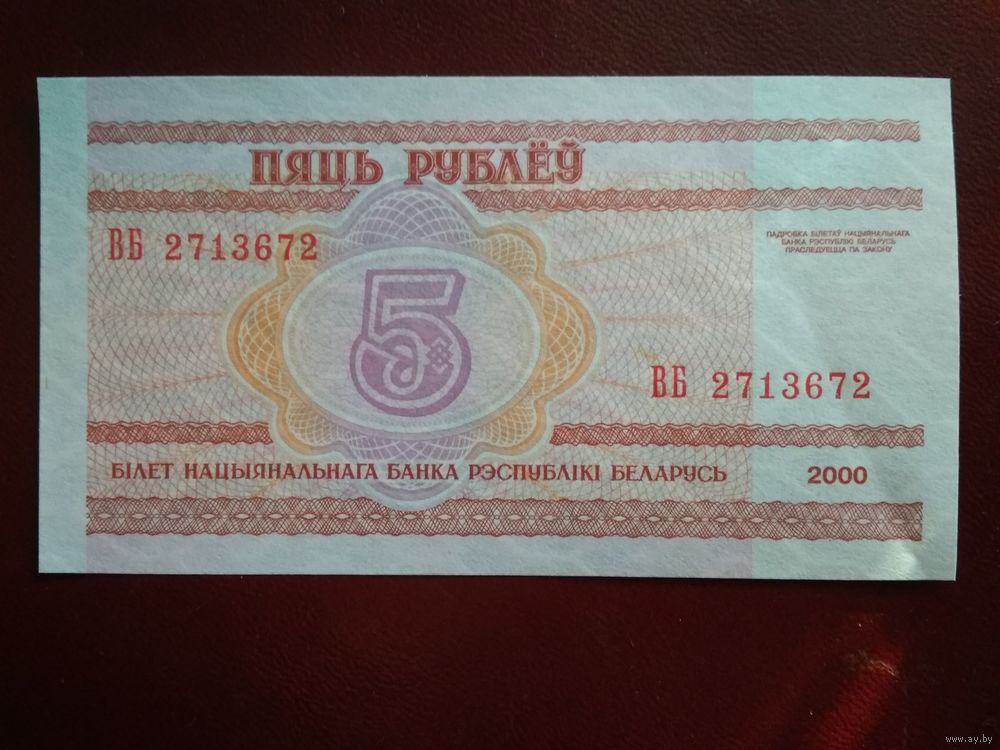 ПЯЦЬ РУБЛЁЎ
ВБ 2713672
ПАДРОБКА БІЛЕТАЎ НАЦЫЯНАЛЬНАГА
БАНКА РЭСПУБЛІКІ БЕЛАРУСЬ
ПРАСЛЕДУЕЦЦА ПА ЗАКОНУ
5
ВБ 2713672
БІЛЕТ НАЦЫЯНАЛЬНАГА БАНКА РЭСПУБЛІКІ БЕЛАРУСЬ 2000
www.ay.by